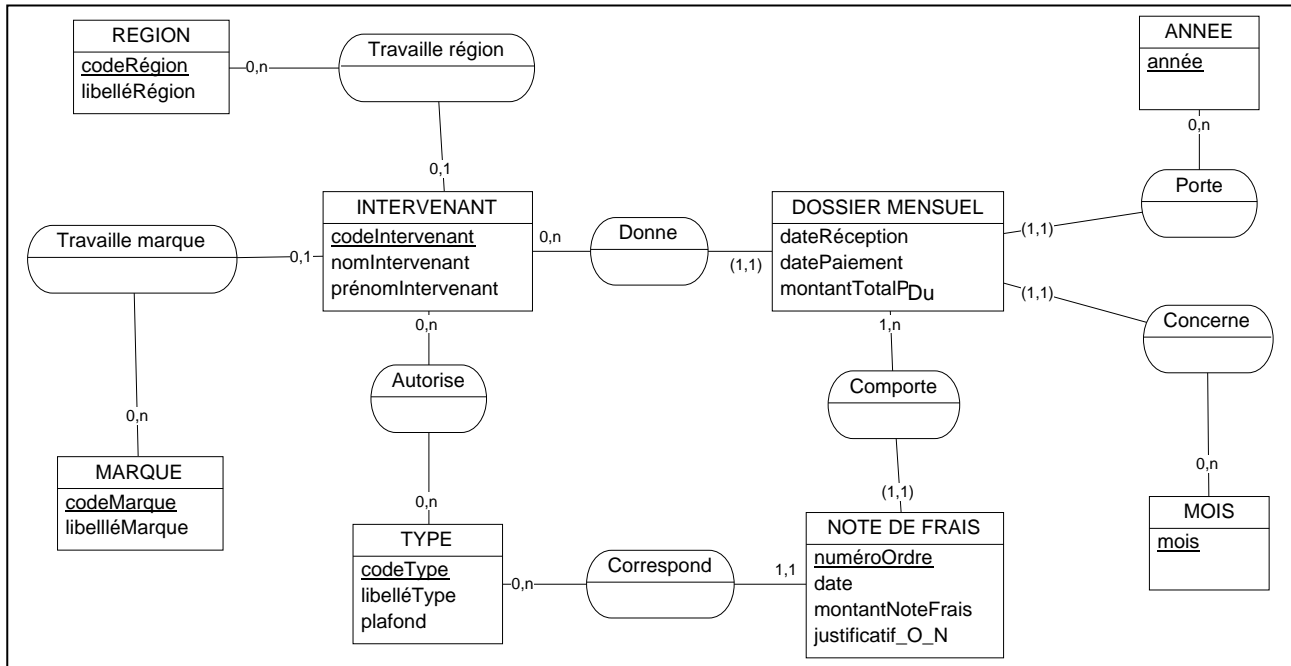 REGION
codeRégion
libelléRégion
0,n
Travaille région
0,1
ANNEE
année
0,n
Porte
(1,1)
INTERVENANT
codeIntervenant
nomIntervenant
prénomIntervenant
0,n
Donne
(1,1)
DOSSIER MENSUEL
dateRéception
datePaiement
montantTotalPDu
(1,1)
Concerne
0,n
MOIS
mois
Travaille marque
0,1
0,n
MARQUE
codeMarque
libellléMarque
0,n
Autorise
0,n
TYPE
codeType
libelléType
plafond
0,n
Correspond
1,1
1,n
Comporte
(1,1)
NOTE DE FRAIS
numéroOrdre
date
montantNoteFrais
justificatif_O_N